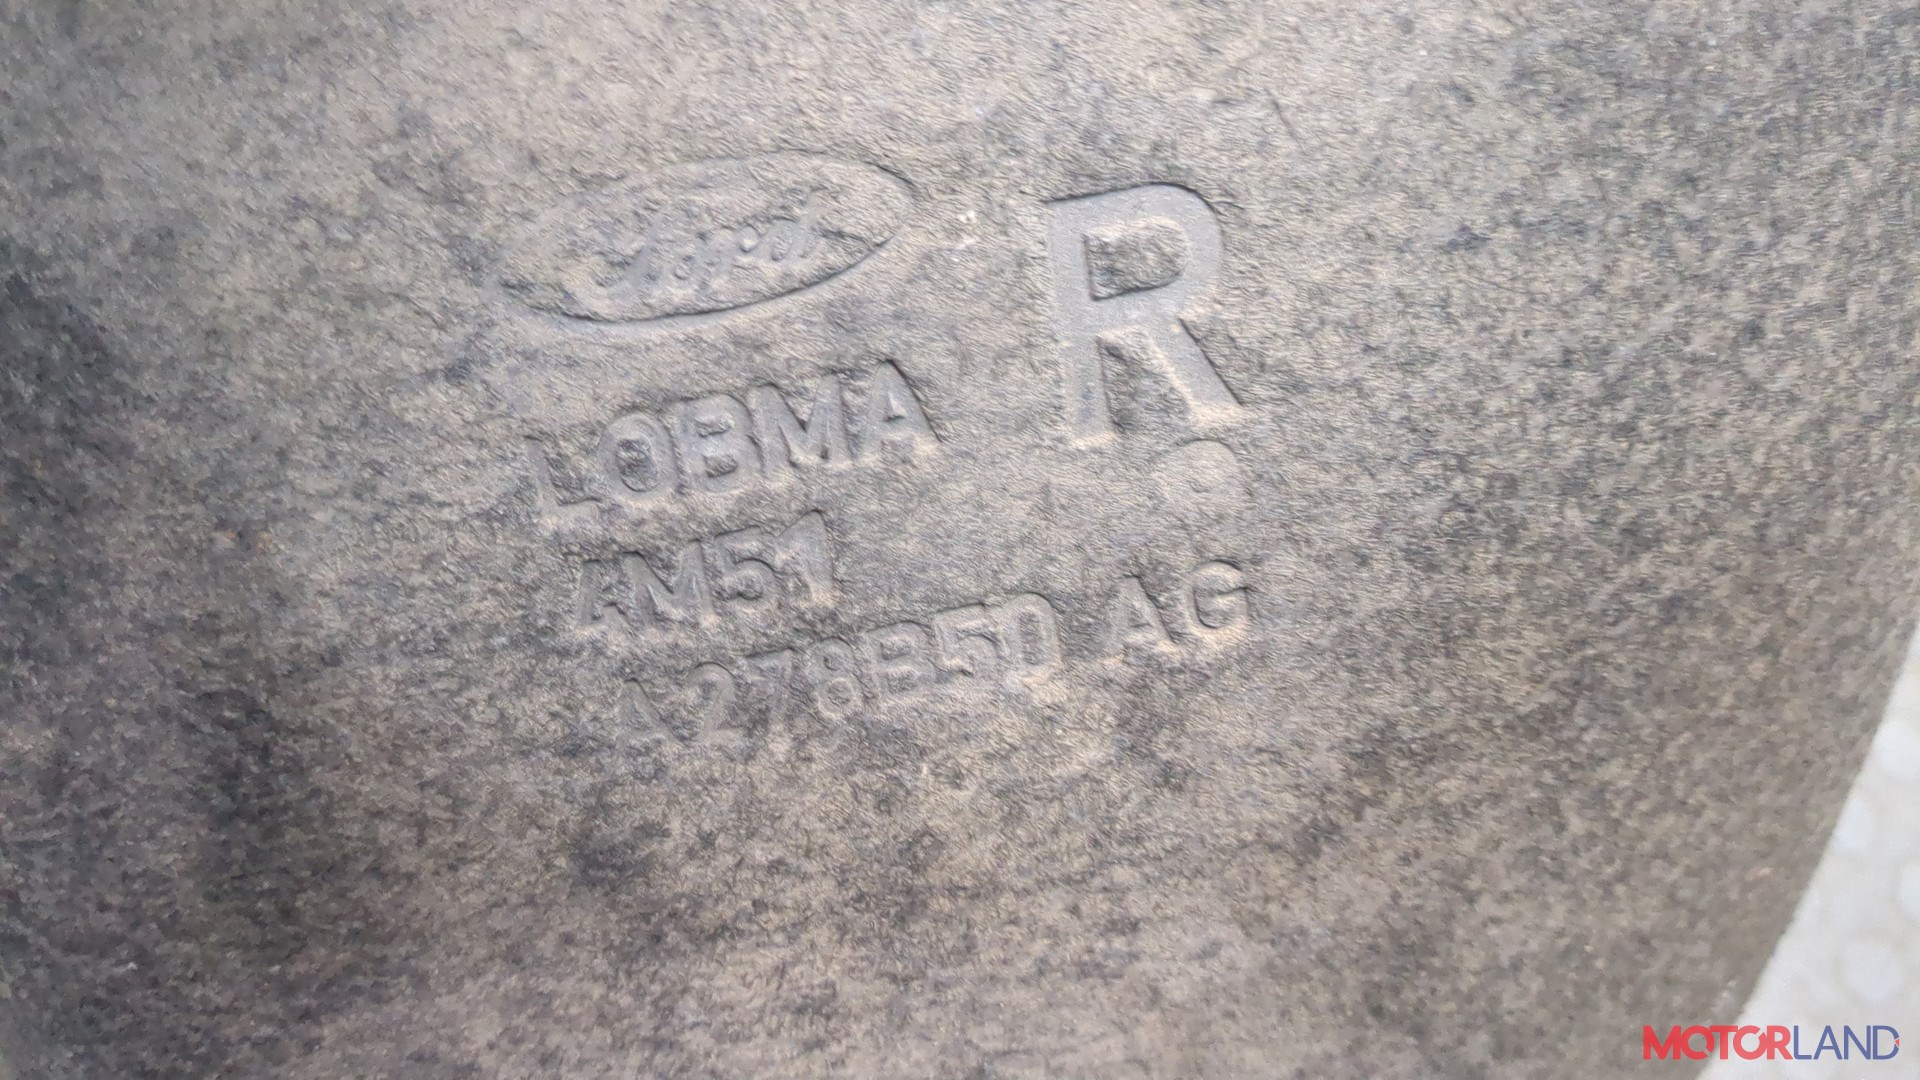 Ford
R
LOBMA
AM51
A278B50 AG
MOTORLAND